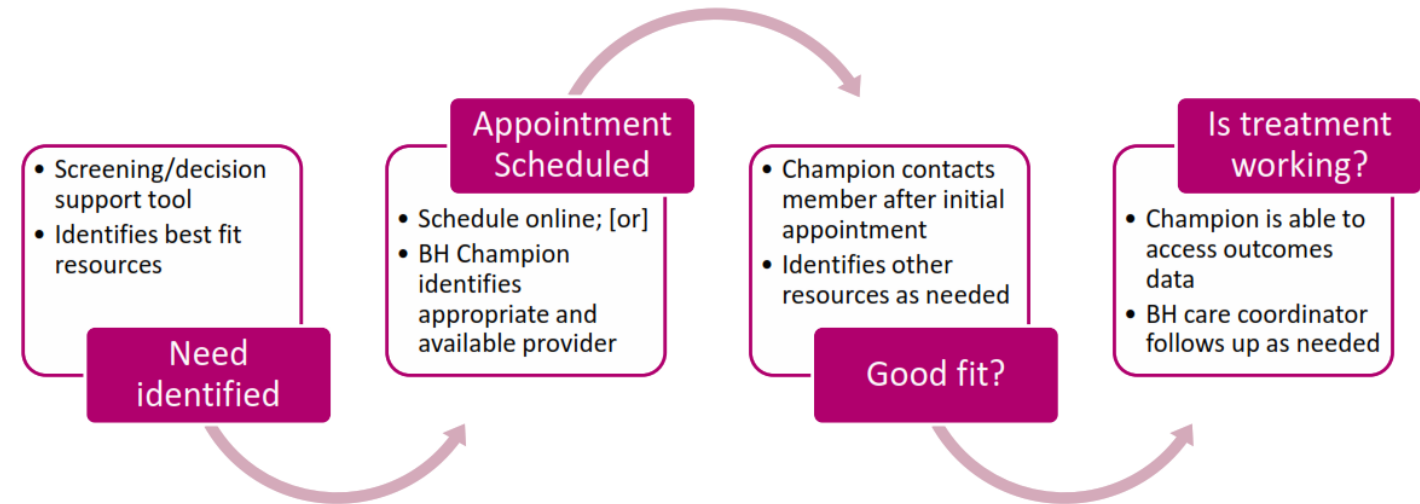 • Screening/decision
support tool
• Identifies best fit
resources
Need
identified
Appointment
Scheduled
• Schedule online; [or]
• BH Champion
identifies
appropriate and
available provider
• Champion contacts
member after initial
appointment
• Identifies other
resources as needed
Good fit?
Is treatment
working?
• Champion is able to
access outcomes
data
• BH care coordinator
follows up as needed